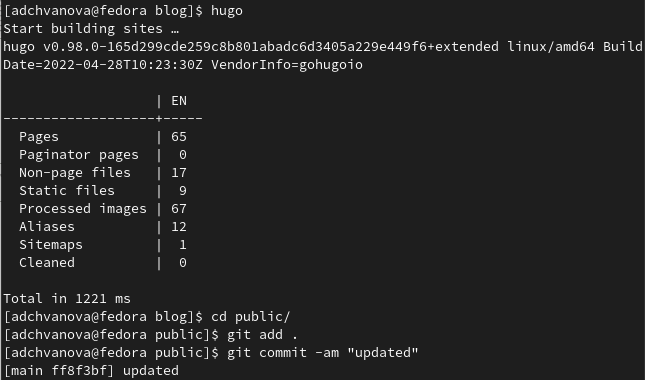 [adchvanova@fedora blog]$ hugo
Start building sites …
hugo v0.98.0-165d299cde259c8b801abadc6d3405a229e449f6+extended linux/amd64 Build
Date=2022-04-28T10:23:30Z VendorInfo=gohugoio
                   | EN
-------------------+-----
  Pages            | 65
  Paginator pages  |  0
  Non-page files   | 17
  Static files     |  9
  Processed images | 67
  Aliases          | 12
  Sitemaps         |  1
  Cleaned          |  0
Total in 1221 ms
[adchvanova@fedora blog]$ cd public/
[adchvanova@fedora public]$ git add .
[adchvanova@fedora public]$ git commit -am "updated"
[main ff8f3bf] updated